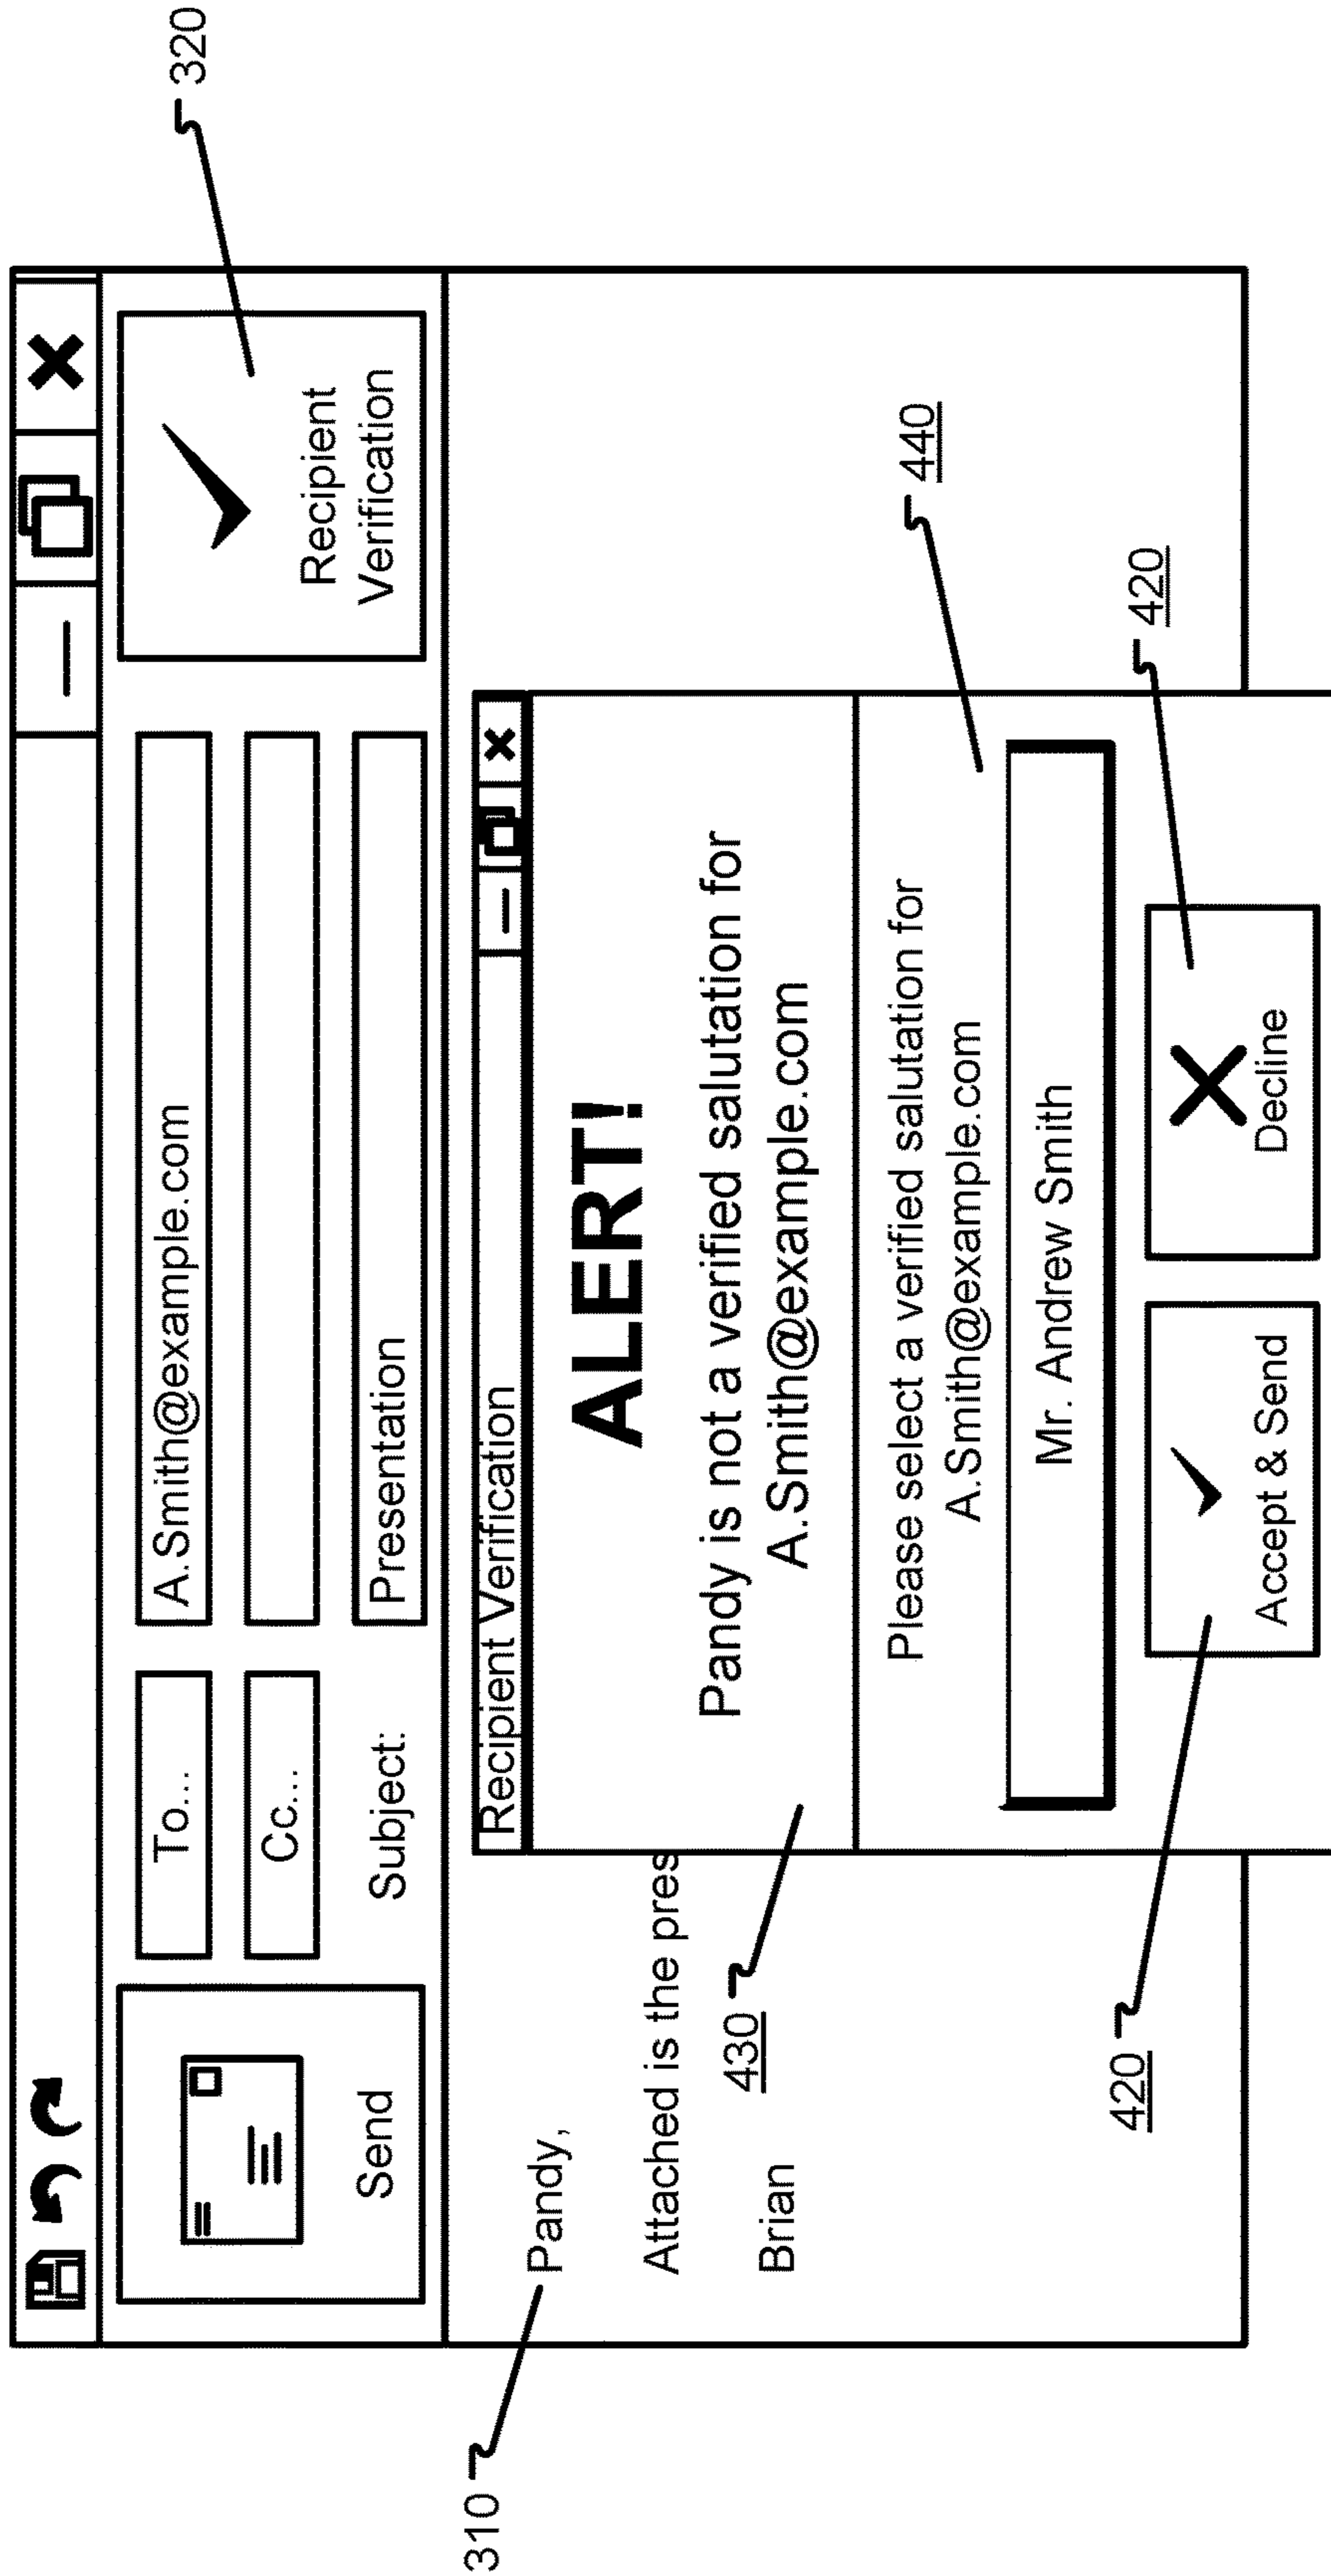 320
To...
A.Smith@example.com
Cc...
Subject:
Presentation
Send
Recipient
Verification
310
Pandy,
Attached is the pres
Brian
Recipient Verification
ALERT!
Pandy is not a verified salutation for
A.Smith@example.com
430
Please select a verified salutation for
A.Smith@example.com
440
Mr. Andrew Smith
420
Accept & Send
Decline
420